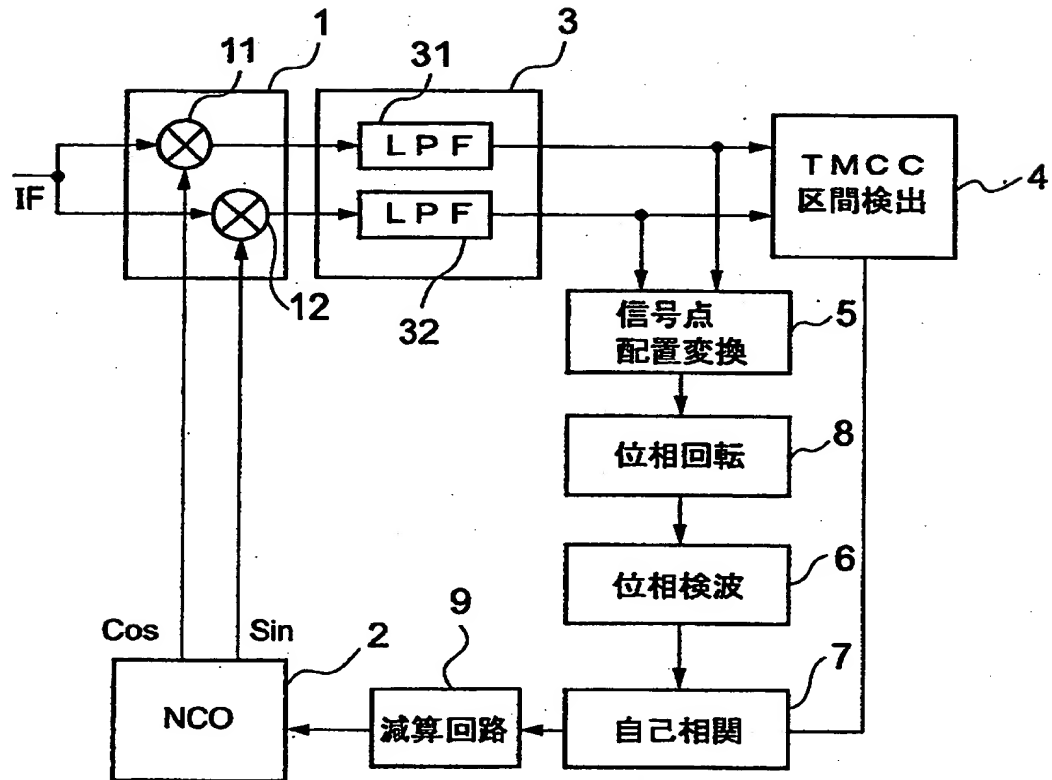 1
3
11
31
IF
12
LPF
LPF
32
TMCC
区間検出
4
信号点
配置変換
5
位相回転
8
位相検波
6
自己相関
7
減算回路
9
NCO
2
Cos
Sin